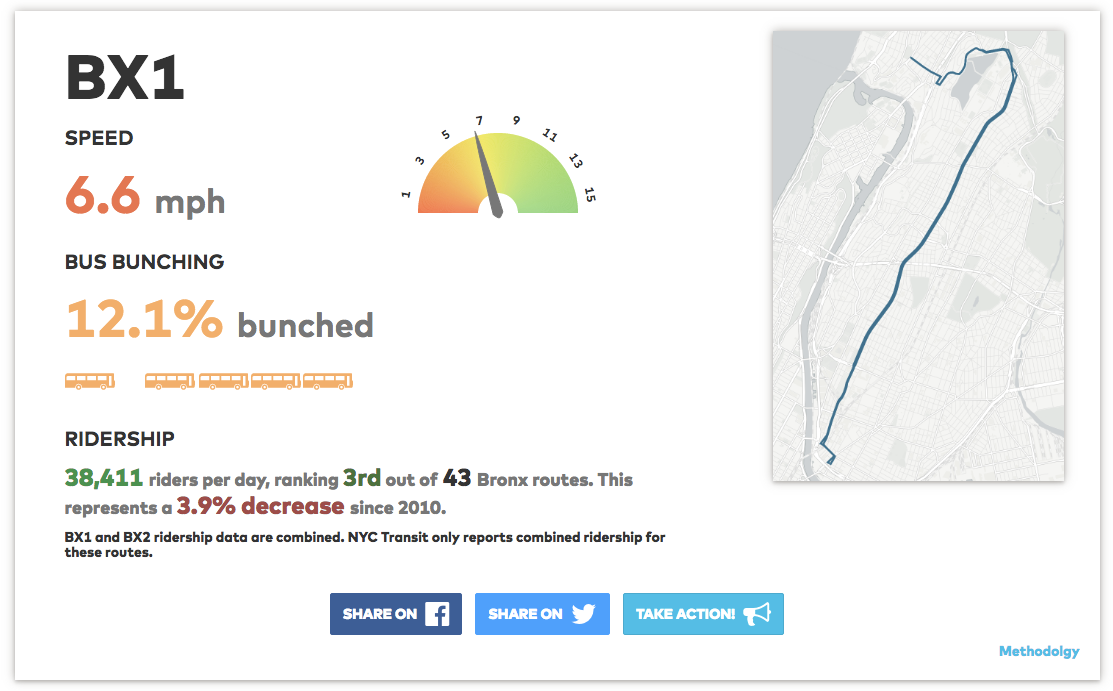 BX1
SPEED
6.6 mph
1 3 5 7 9 11 13 15
BUS BUNCHING
12.1% bunched
RIDERSHIP
38,411 riders per day, ranking 3rd out of 43 Bronx routes. This
represents a 3.9% decrease since 2010.
BX1 and BX2 ridership data are combined. NYC Transit only reports combined ridership for
these routes.
SHARE ON
SHARE ON
TAKE ACTION!
Methodolgy